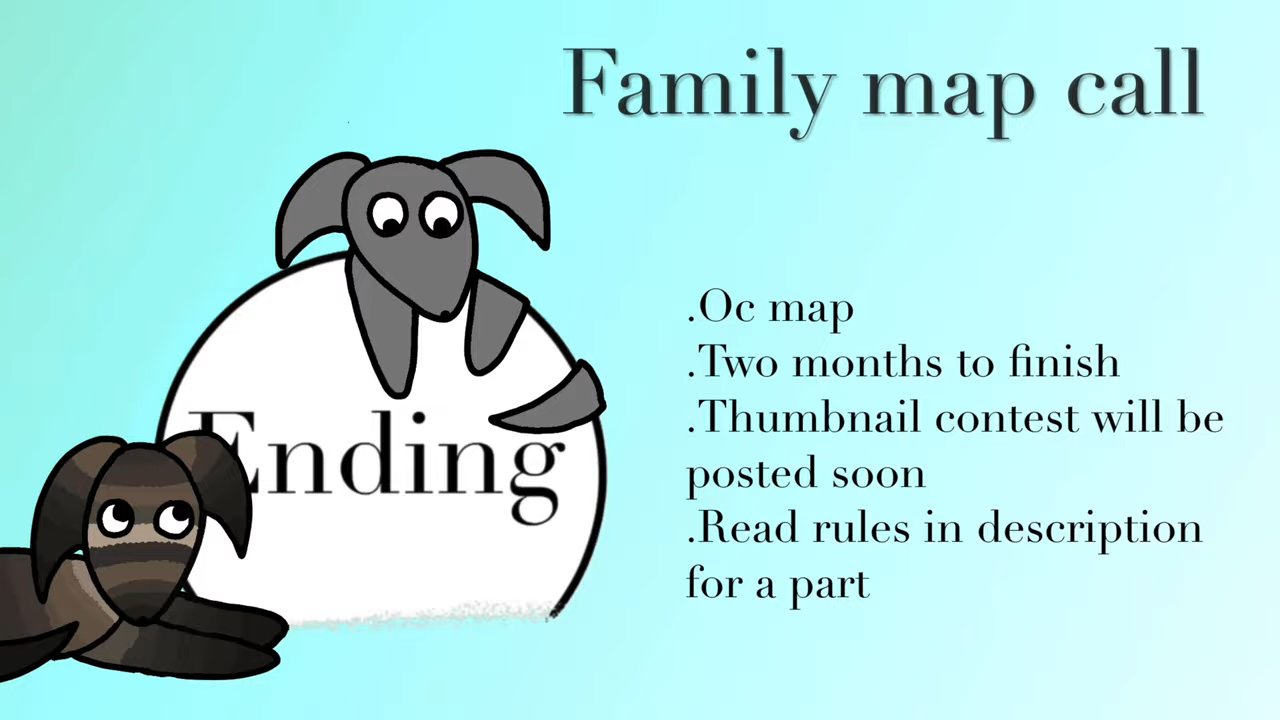 Family map call
.Oc map
.Two months to finish
.Thumbnail contest will be
posted soon
.Read rules in description
for a part
Ending